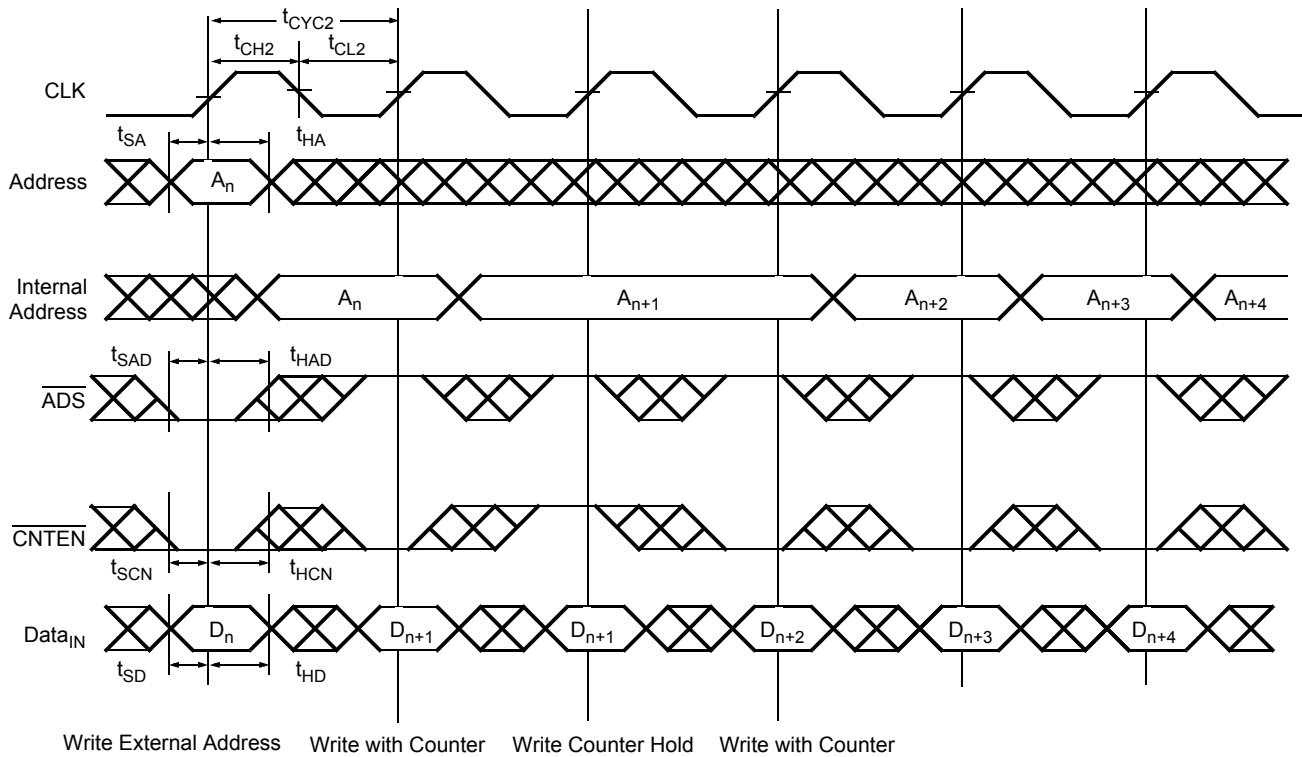 tCYC2
tCH2 tCL2
CLK
tSA tHA
Address An
Internal Address An An+1 An+2 An+3 An+4
tSAD tHAD
ADS
CNTEN
tSCN tHCN
DataIN Dn Dn+1 Dn+1 Dn+2 Dn+3 Dn+4
tSD tHD
Write External Address Write with Counter Write Counter Hold Write with Counter